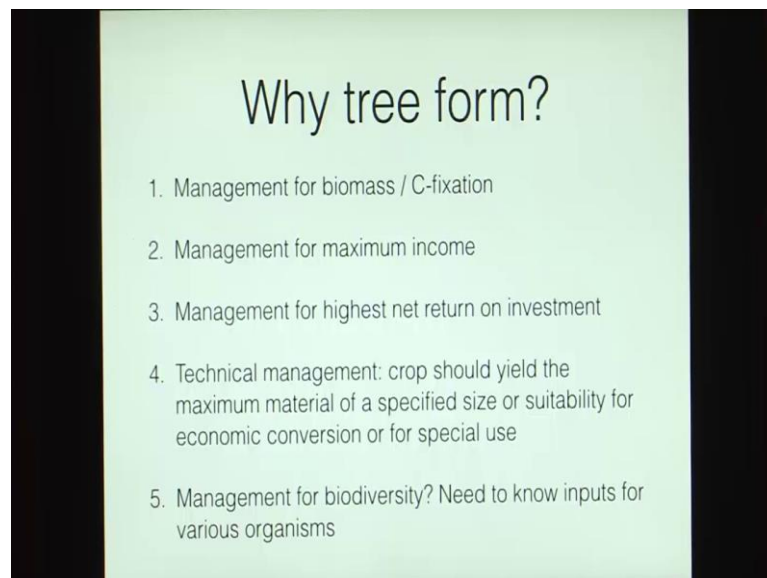 Why tree form?
1. Management for biomass / C-fixation
2. Management for maximum income
3. Management for highest net return on investment
4. Technical management: crop should yield the
maximum material of a specified size or suitability for
economic conversion or for special use
5. Management for biodiversity? Need to know inputs for
various organisms